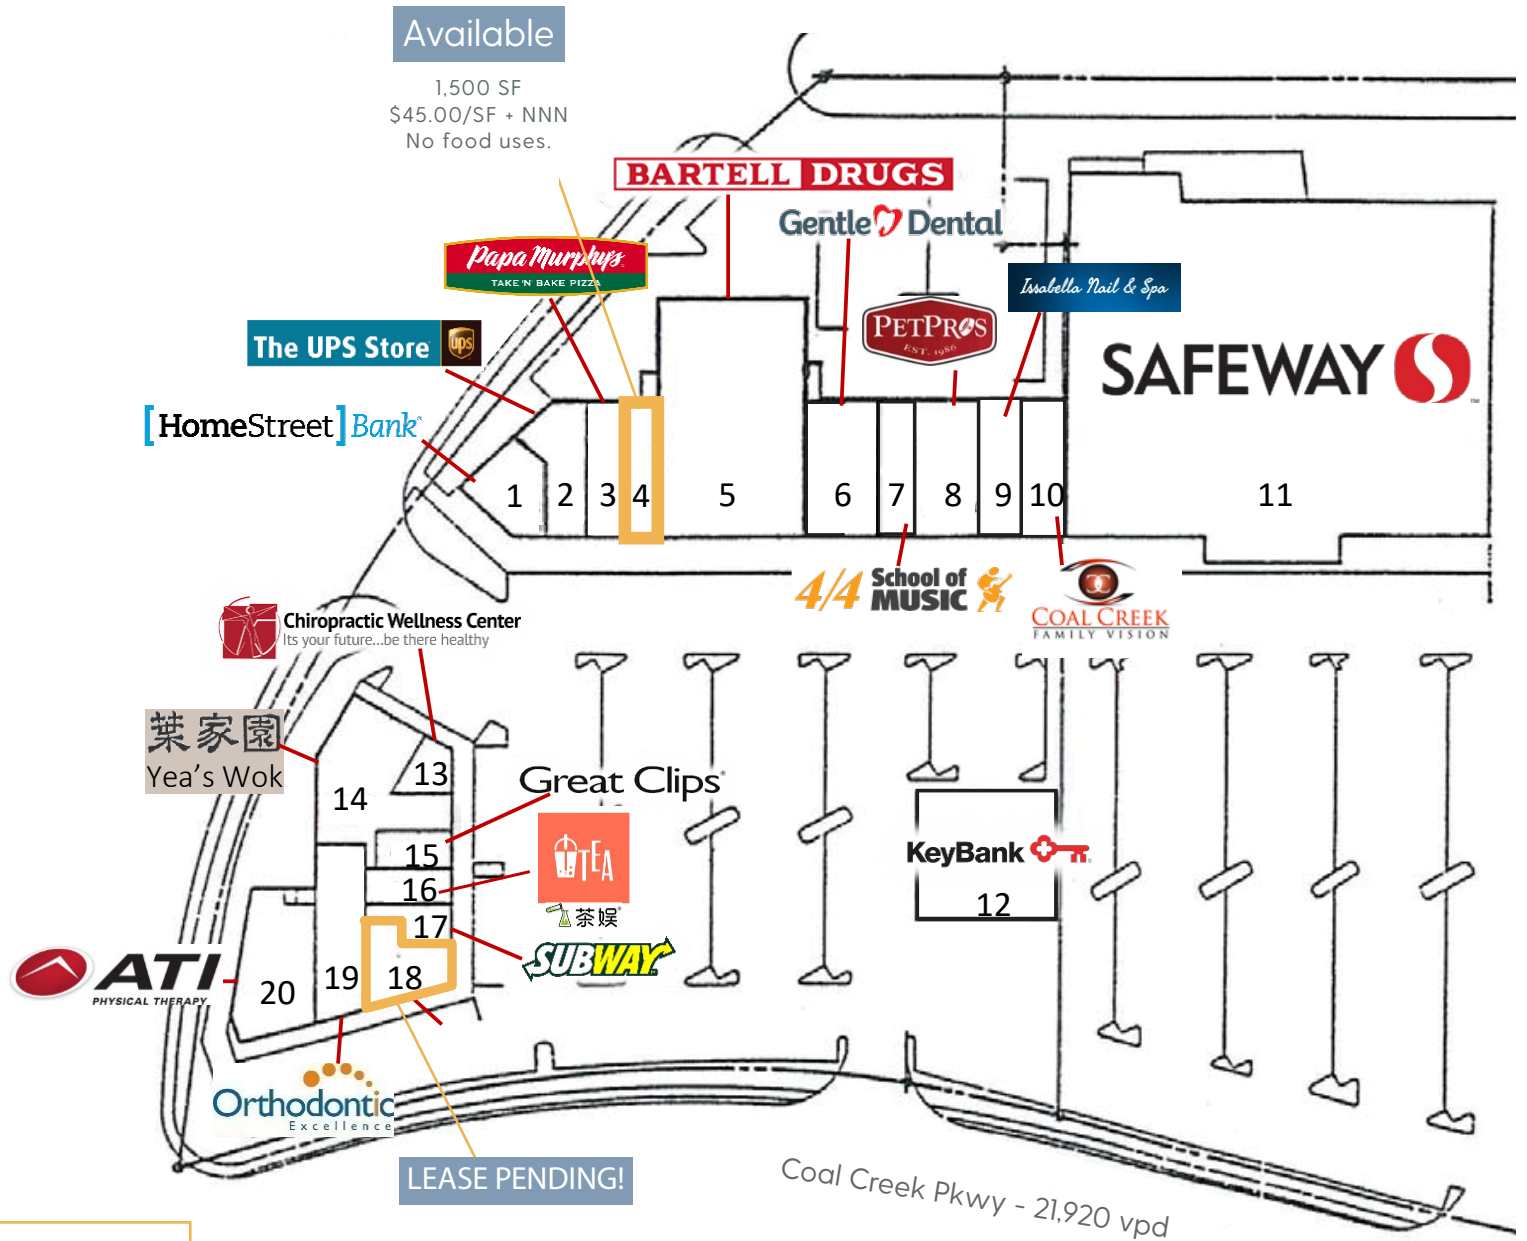 Available
1,500 SF
$45.00/SF + NNN
No food uses.
BARTELL DRUGS
Gentle Dental
Papa Murphy's
TAKE 'N' BAKE PIZZA
Issabella Nail & Spa
PETPROS
EST. 1986
The UPS Store
ups
SAFEWAY
TM
[HomeStreet] Bank
1
2
3
4
5
6
7
8
9
10
11
4/4 School of
MUSIC
COAL CREEK
FAMILY VISION
Chiropractic Wellness Center
Its your future...be there healthy
葉家園
Yea's Wok
13
14
Great Clips
15
TEA
茶娱
16
17
SUBWAY
KeyBank
12
ATI
PHYSICAL THERAPY
18
19
20
Orthodontic
Excellence
LEASE PENDING!
Coal Creek Pkwy - 21,920 vpd